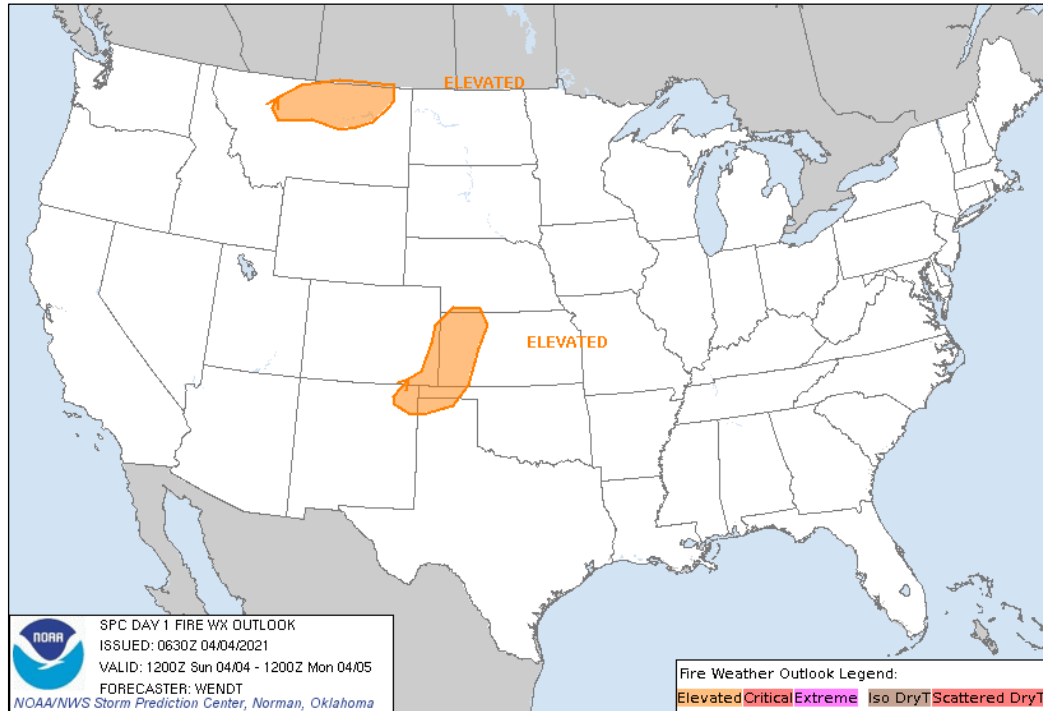 ELEVATED
ELEVATED
NOAA
SPC DAY 1 FIRE WX OUTLOOK
ISSUED: 0630Z 04/04/2021
VALID: 1200Z Sun 04/04 - 1200Z Mon 04/05
FORECASTER: WENDT
NOAA/NWS Storm Prediction Center, Norman, Oklahoma
Fire Weather Outlook Legend:
Elevated Critical Extreme Iso DryT Scattered DryT